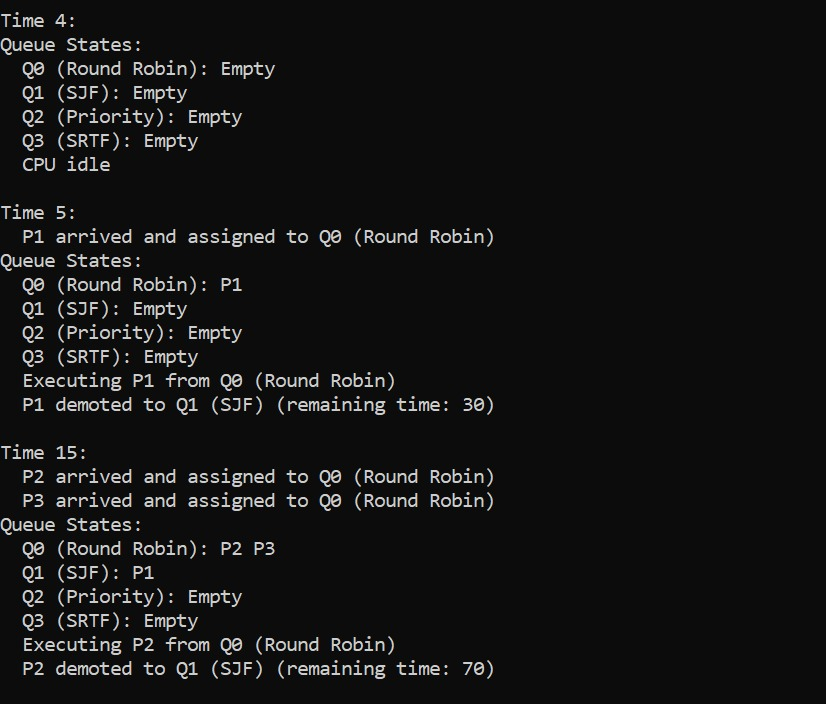 Time 4:
Queue States:
  Q0 (Round Robin): Empty
  Q1 (SJF): Empty
  Q2 (Priority): Empty
  Q3 (SRTF): Empty
  CPU idle

Time 5:
  P1 arrived and assigned to Q0 (Round Robin)
Queue States:
  Q0 (Round Robin): P1
  Q1 (SJF): Empty
  Q2 (Priority): Empty
  Q3 (SRTF): Empty
  Executing P1 from Q0 (Round Robin)
  P1 demoted to Q1 (SJF) (remaining time: 30)

Time 15:
  P2 arrived and assigned to Q0 (Round Robin)
  P3 arrived and assigned to Q0 (Round Robin)
Queue States:
  Q0 (Round Robin): P2 P3
  Q1 (SJF): P1
  Q2 (Priority): Empty
  Q3 (SRTF): Empty
  Executing P2 from Q0 (Round Robin)
  P2 demoted to Q1 (SJF) (remaining time: 70)